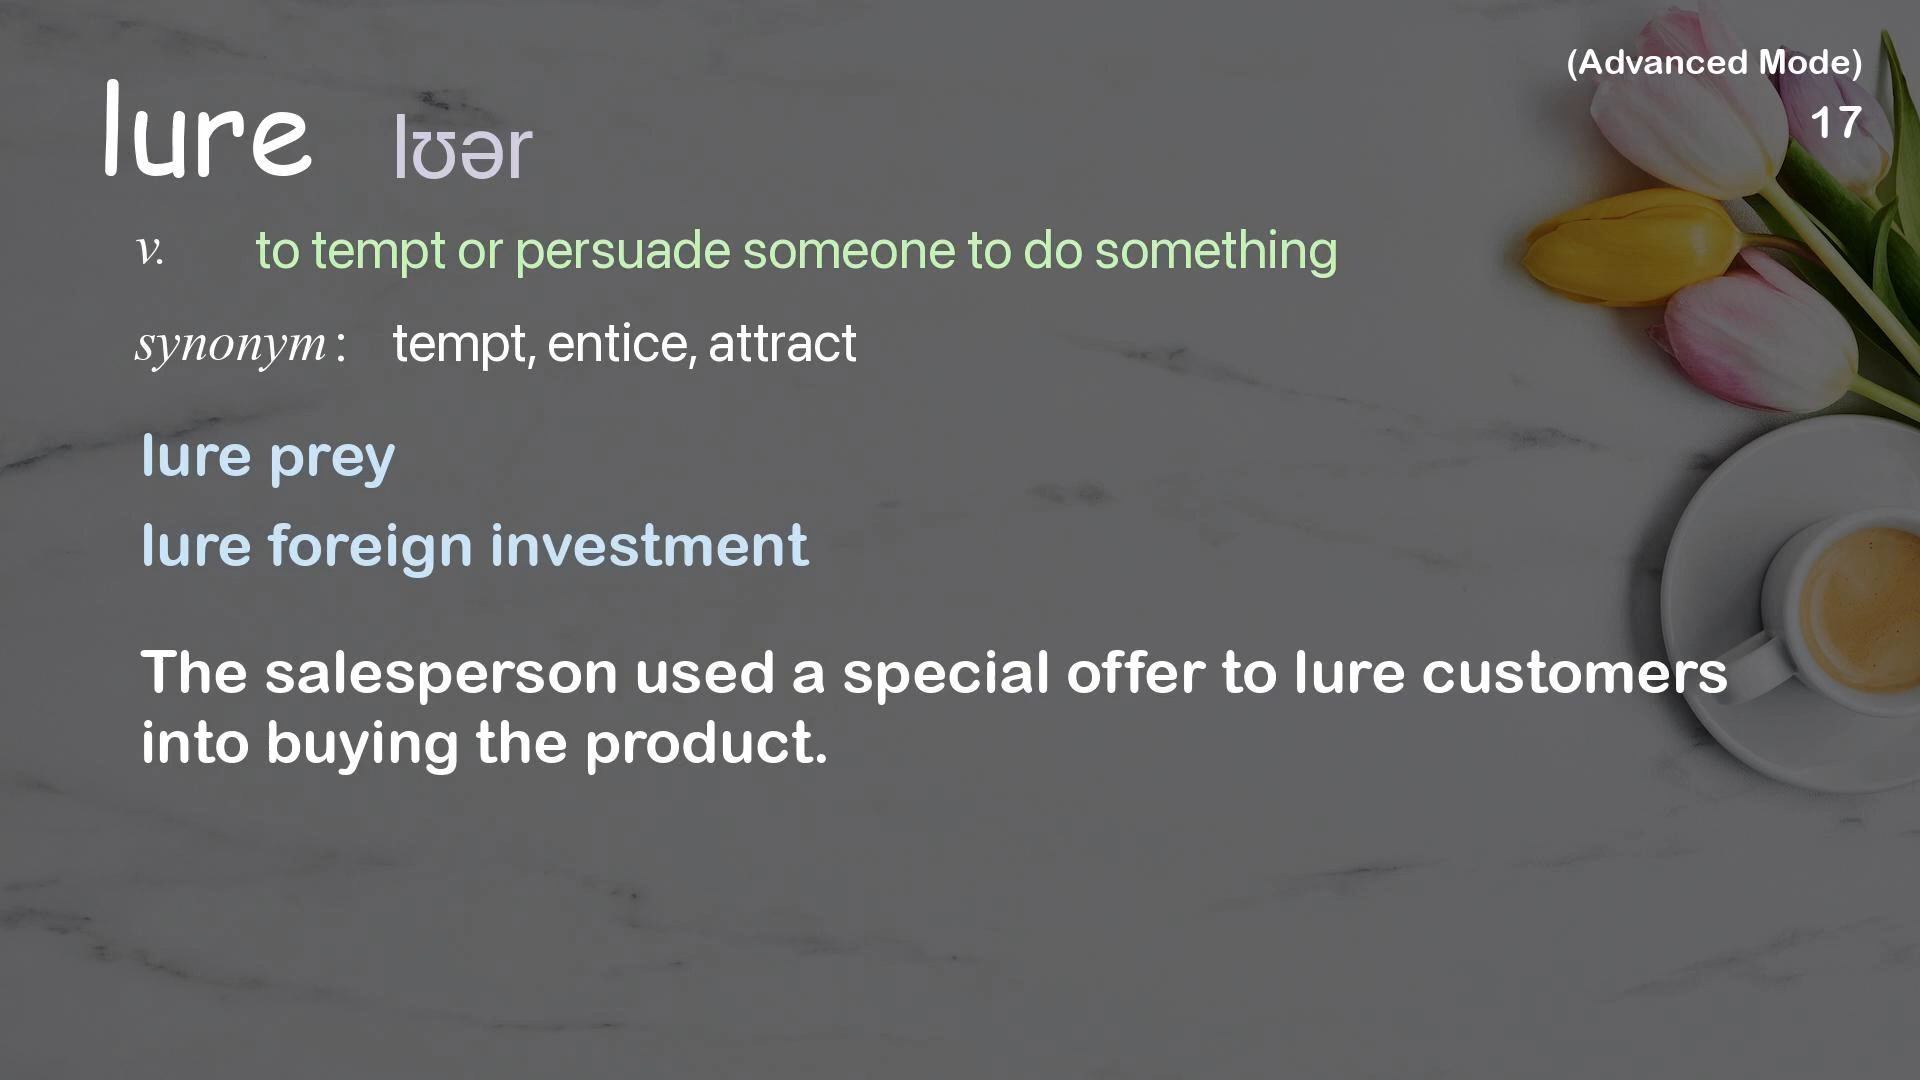 (Advanced Mode)
17
lure lʊər
v. to tempt or persuade someone to do something
synonym: tempt, entice, attract
lure prey
lure foreign investment
The salesperson used a special offer to lure customers
into buying the product.